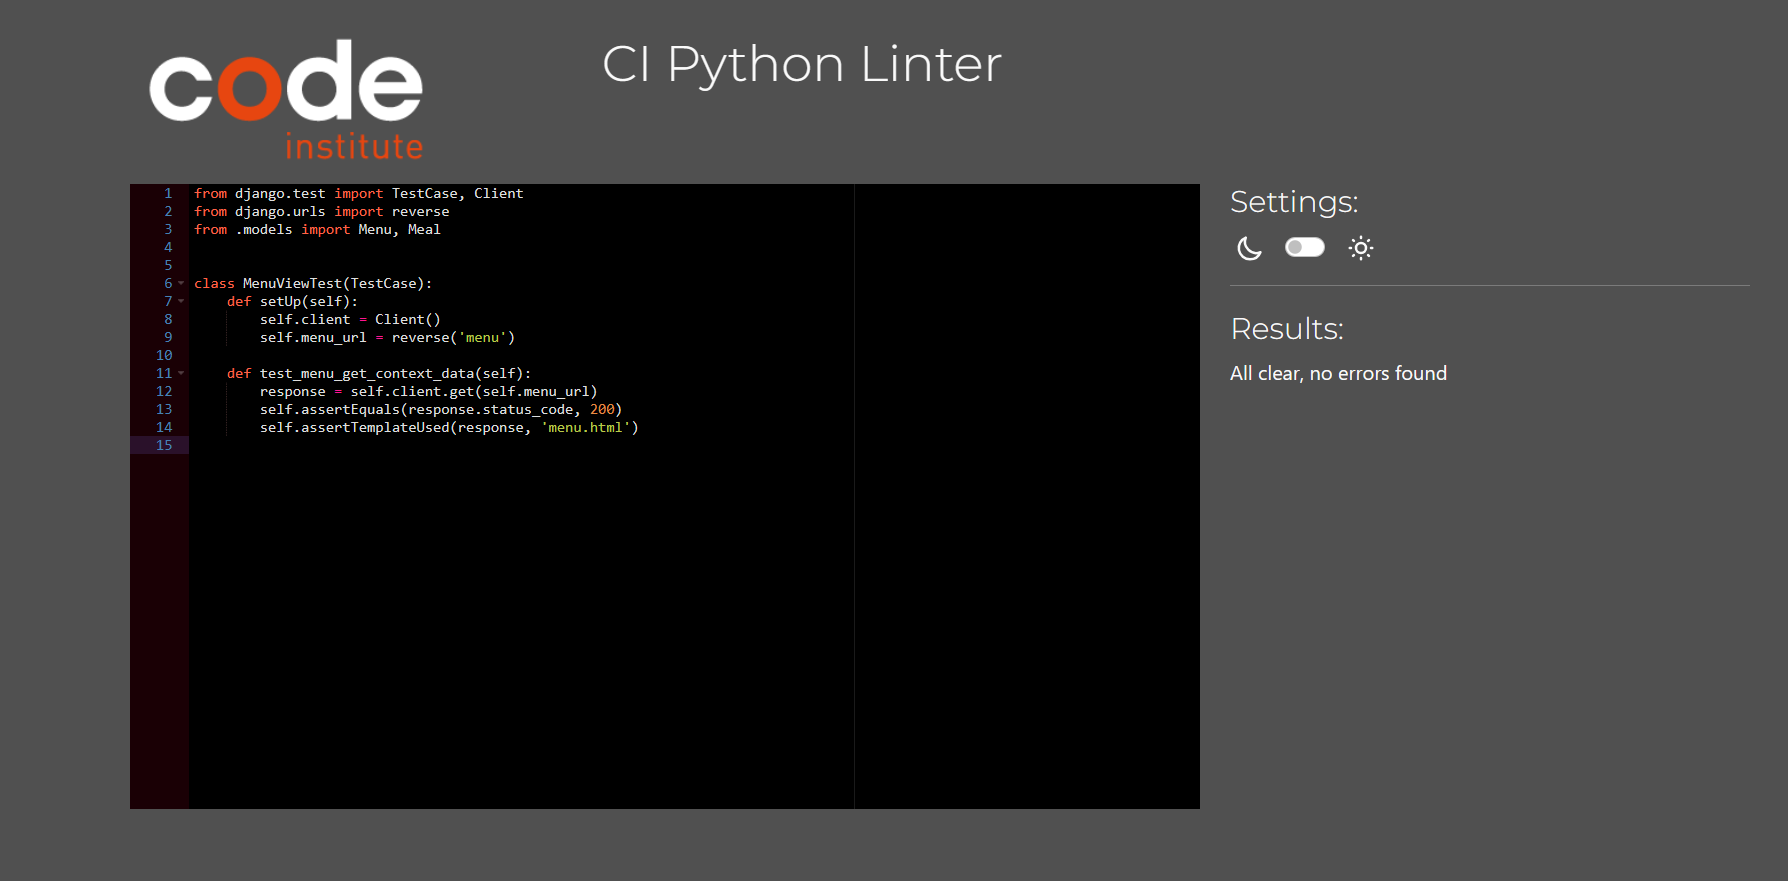 code
institute
CI Python Linter
1 from django.test import TestCase, Client
2 from django.urls import reverse
3 from .models import Menu, Meal
4
5
6 class MenuViewTest(TestCase):
7     def setUp(self):
8         self.client = Client()
9         self.menu_url = reverse('menu')
10
11     def test_menu_get_context_data(self):
12         response = self.client.get(self.menu_url)
13         self.assertEquals(response.status_code, 200)
14         self.assertTemplateUsed(response, 'menu.html')
15
Settings:
Results:
All clear, no errors found